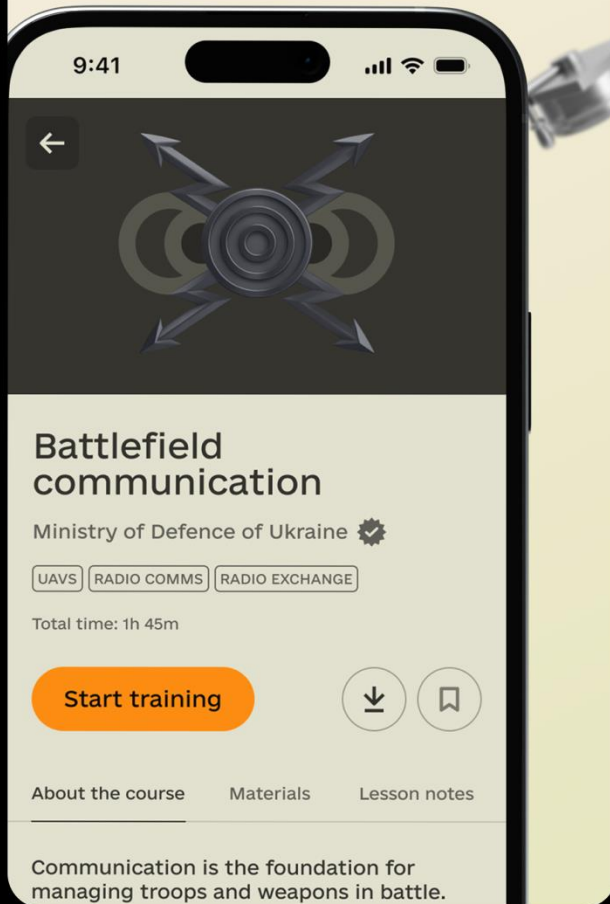 9:41
Battlefield
communication
Ministry of Defence of Ukraine
UAVS RADIO COMMS RADIO EXCHANGE
Total time: 1h 45m
Start training
About the course Materials Lesson notes
Communication is the foundation for
managing troops and weapons in battle.